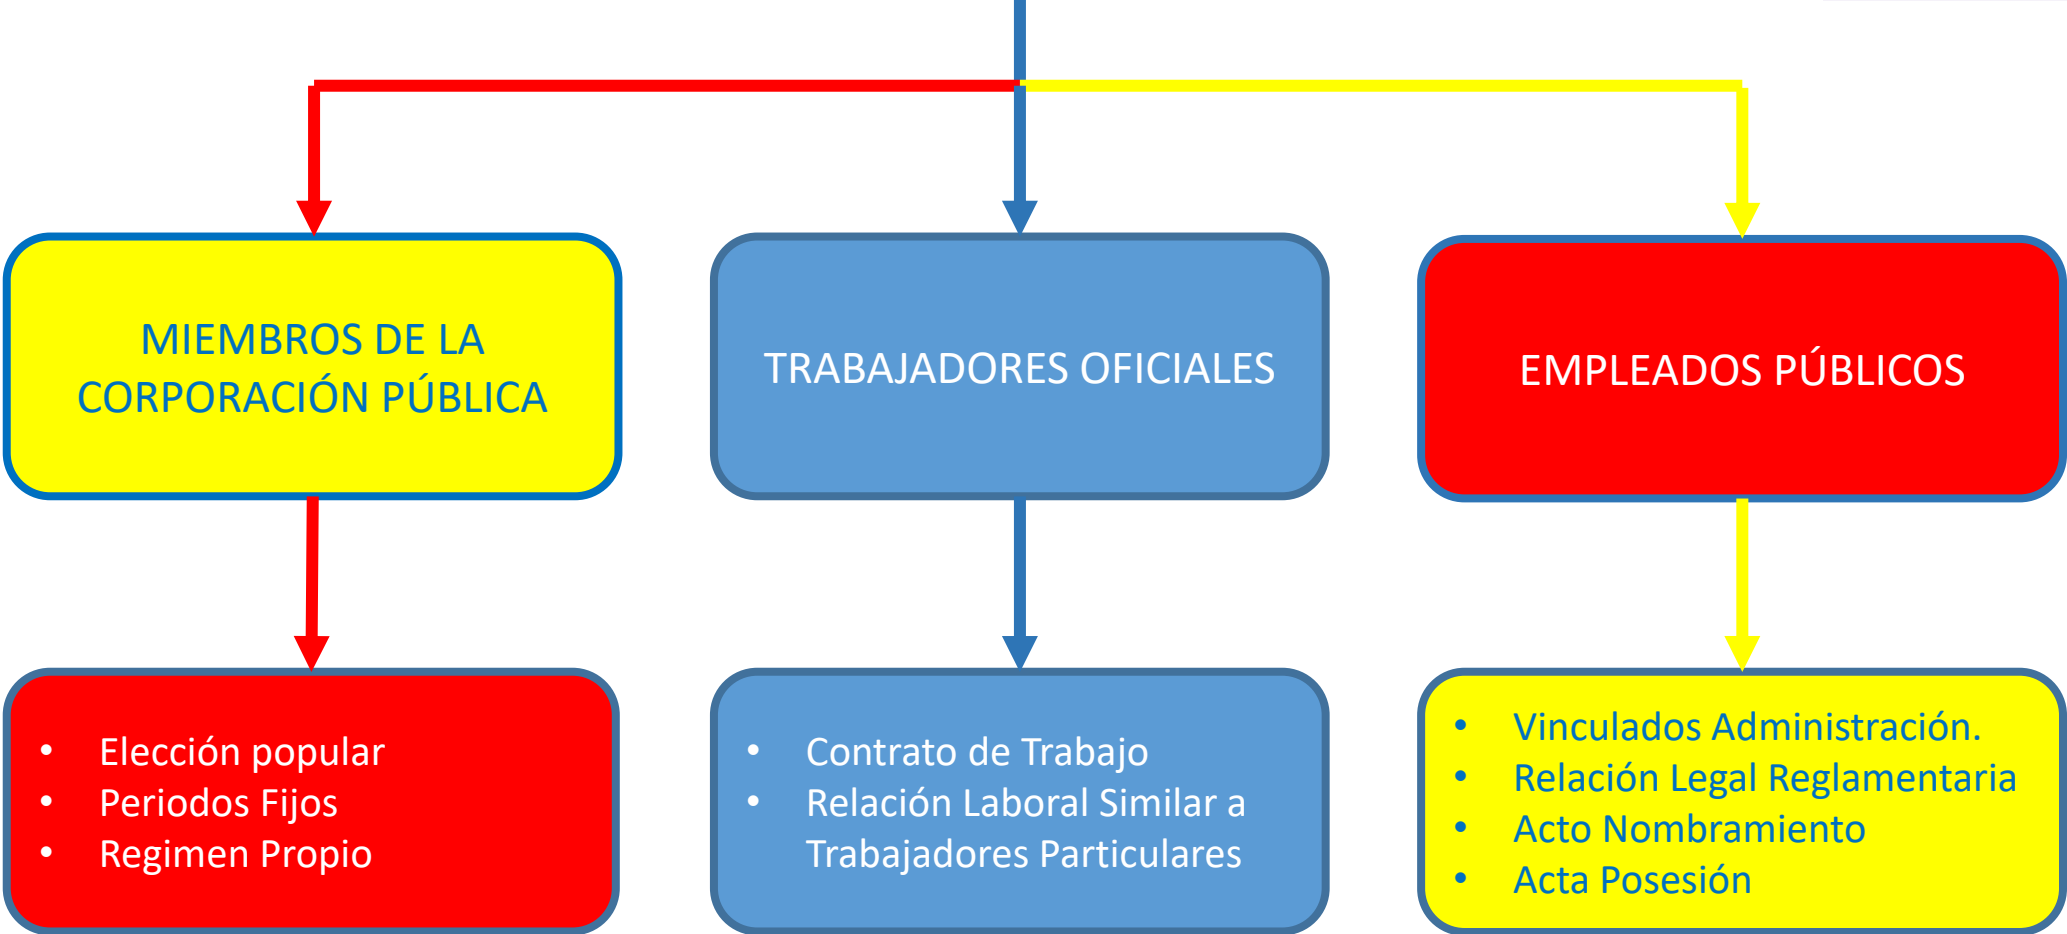 MIEMBROS DE LA
CORPORACIÓN PÚBLICA
TRABAJADORES OFICIALES
EMPLEADOS PÚBLICOS
• Elección popular
• Periodos Fijos
• Regimen Propio
• Contrato de Trabajo
• Relación Laboral Similar a
Trabajadores Particulares
• Vinculados Administración.
• Relación Legal Reglamentaria
• Acto Nombramiento
• Acta Posesión